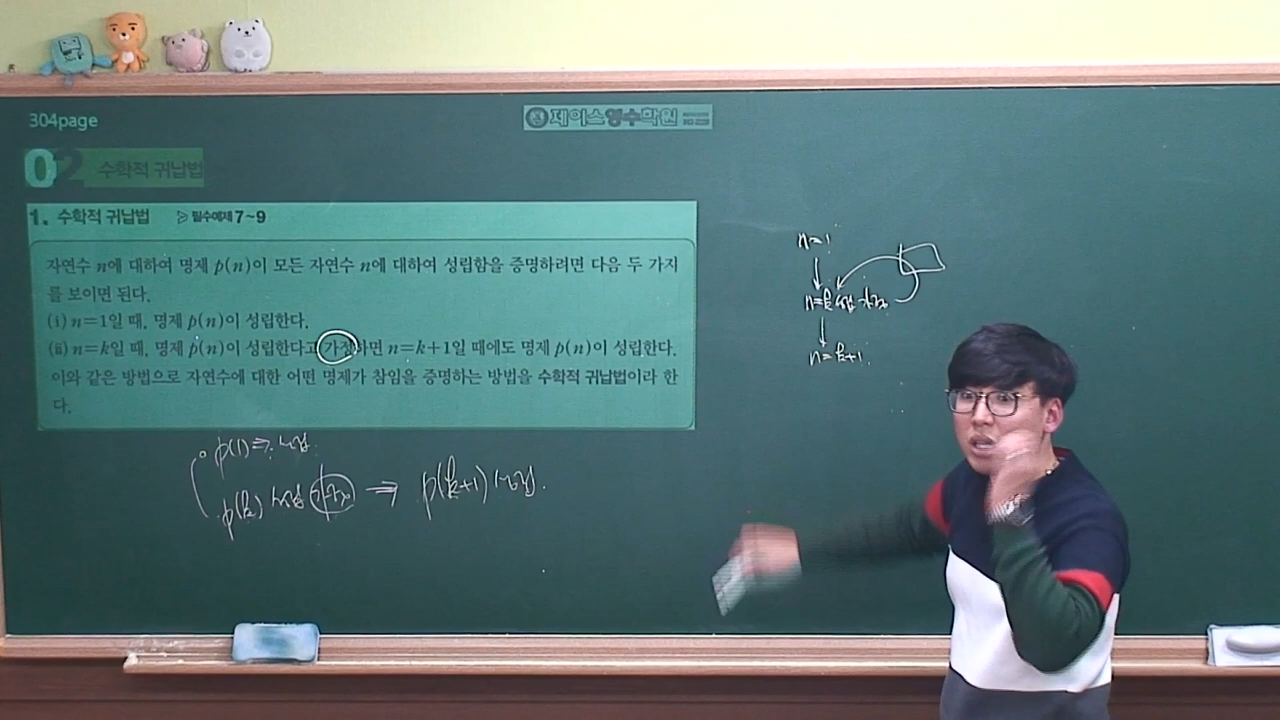 304page
제이스영수학원
02 수학적 귀납법
1. 수학적 귀납법 필수예제 7~9
자연수 n에 대하여 명제 p(n)이 모든 자연수 n에 대하여 성립함을 증명하려면 다음 두 가지
를 보이면 된다.
(i) n=1일 때, 명제 p(n)이 성립한다.
(ii) n=k일 때, 명제 p(n)이 성립한다고 가정하면 n=k+1일 때에도 명제 p(n)이 성립한다.
이와 같은 방법으로 자연수에 대한 어떤 명제가 참임을 증명하는 방법을 수학적 귀납법이라 한
다.
p(1) ⇒ 성립.
p(k) 성립 가정 ⇒ p(k+1) 성립.
n=1
n=k 성립 가정
n=k+1.